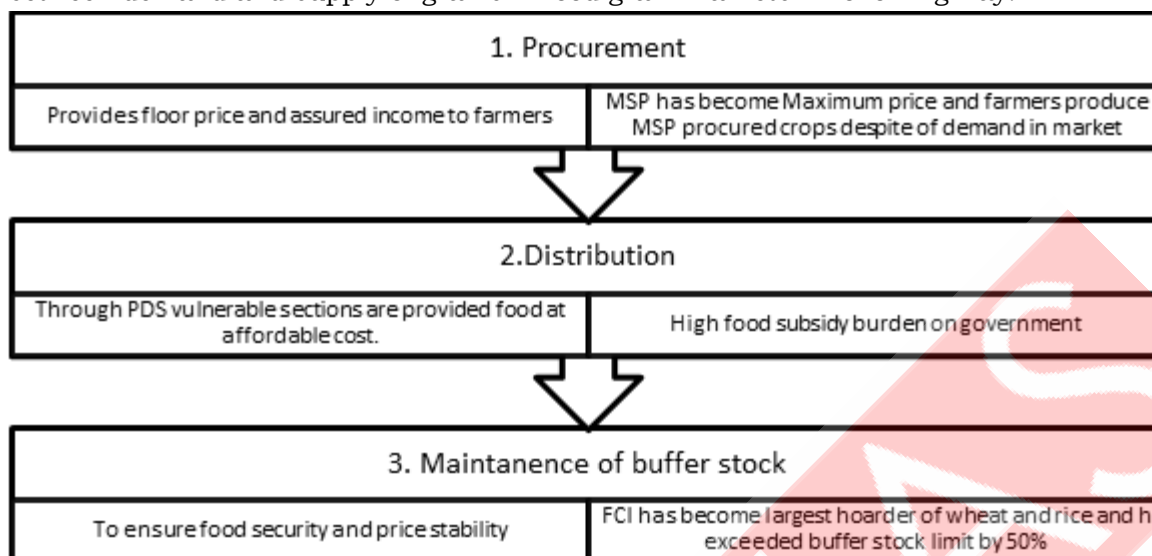 1. Procurement
Provides floor price and assured income to farmers
MSP has become Maximum price and farmers produce
MSP procured crops despite of demand in market
2.Distribution
Through PDS vulnerable sections are provided food at
affordable cost.
High food subsidy burden on government
3. Maintanence of buffer stock
To ensure food security and price stability
FCI has become largest hoarder of wheat and rice and
exceeded buffer stock limit by 50%